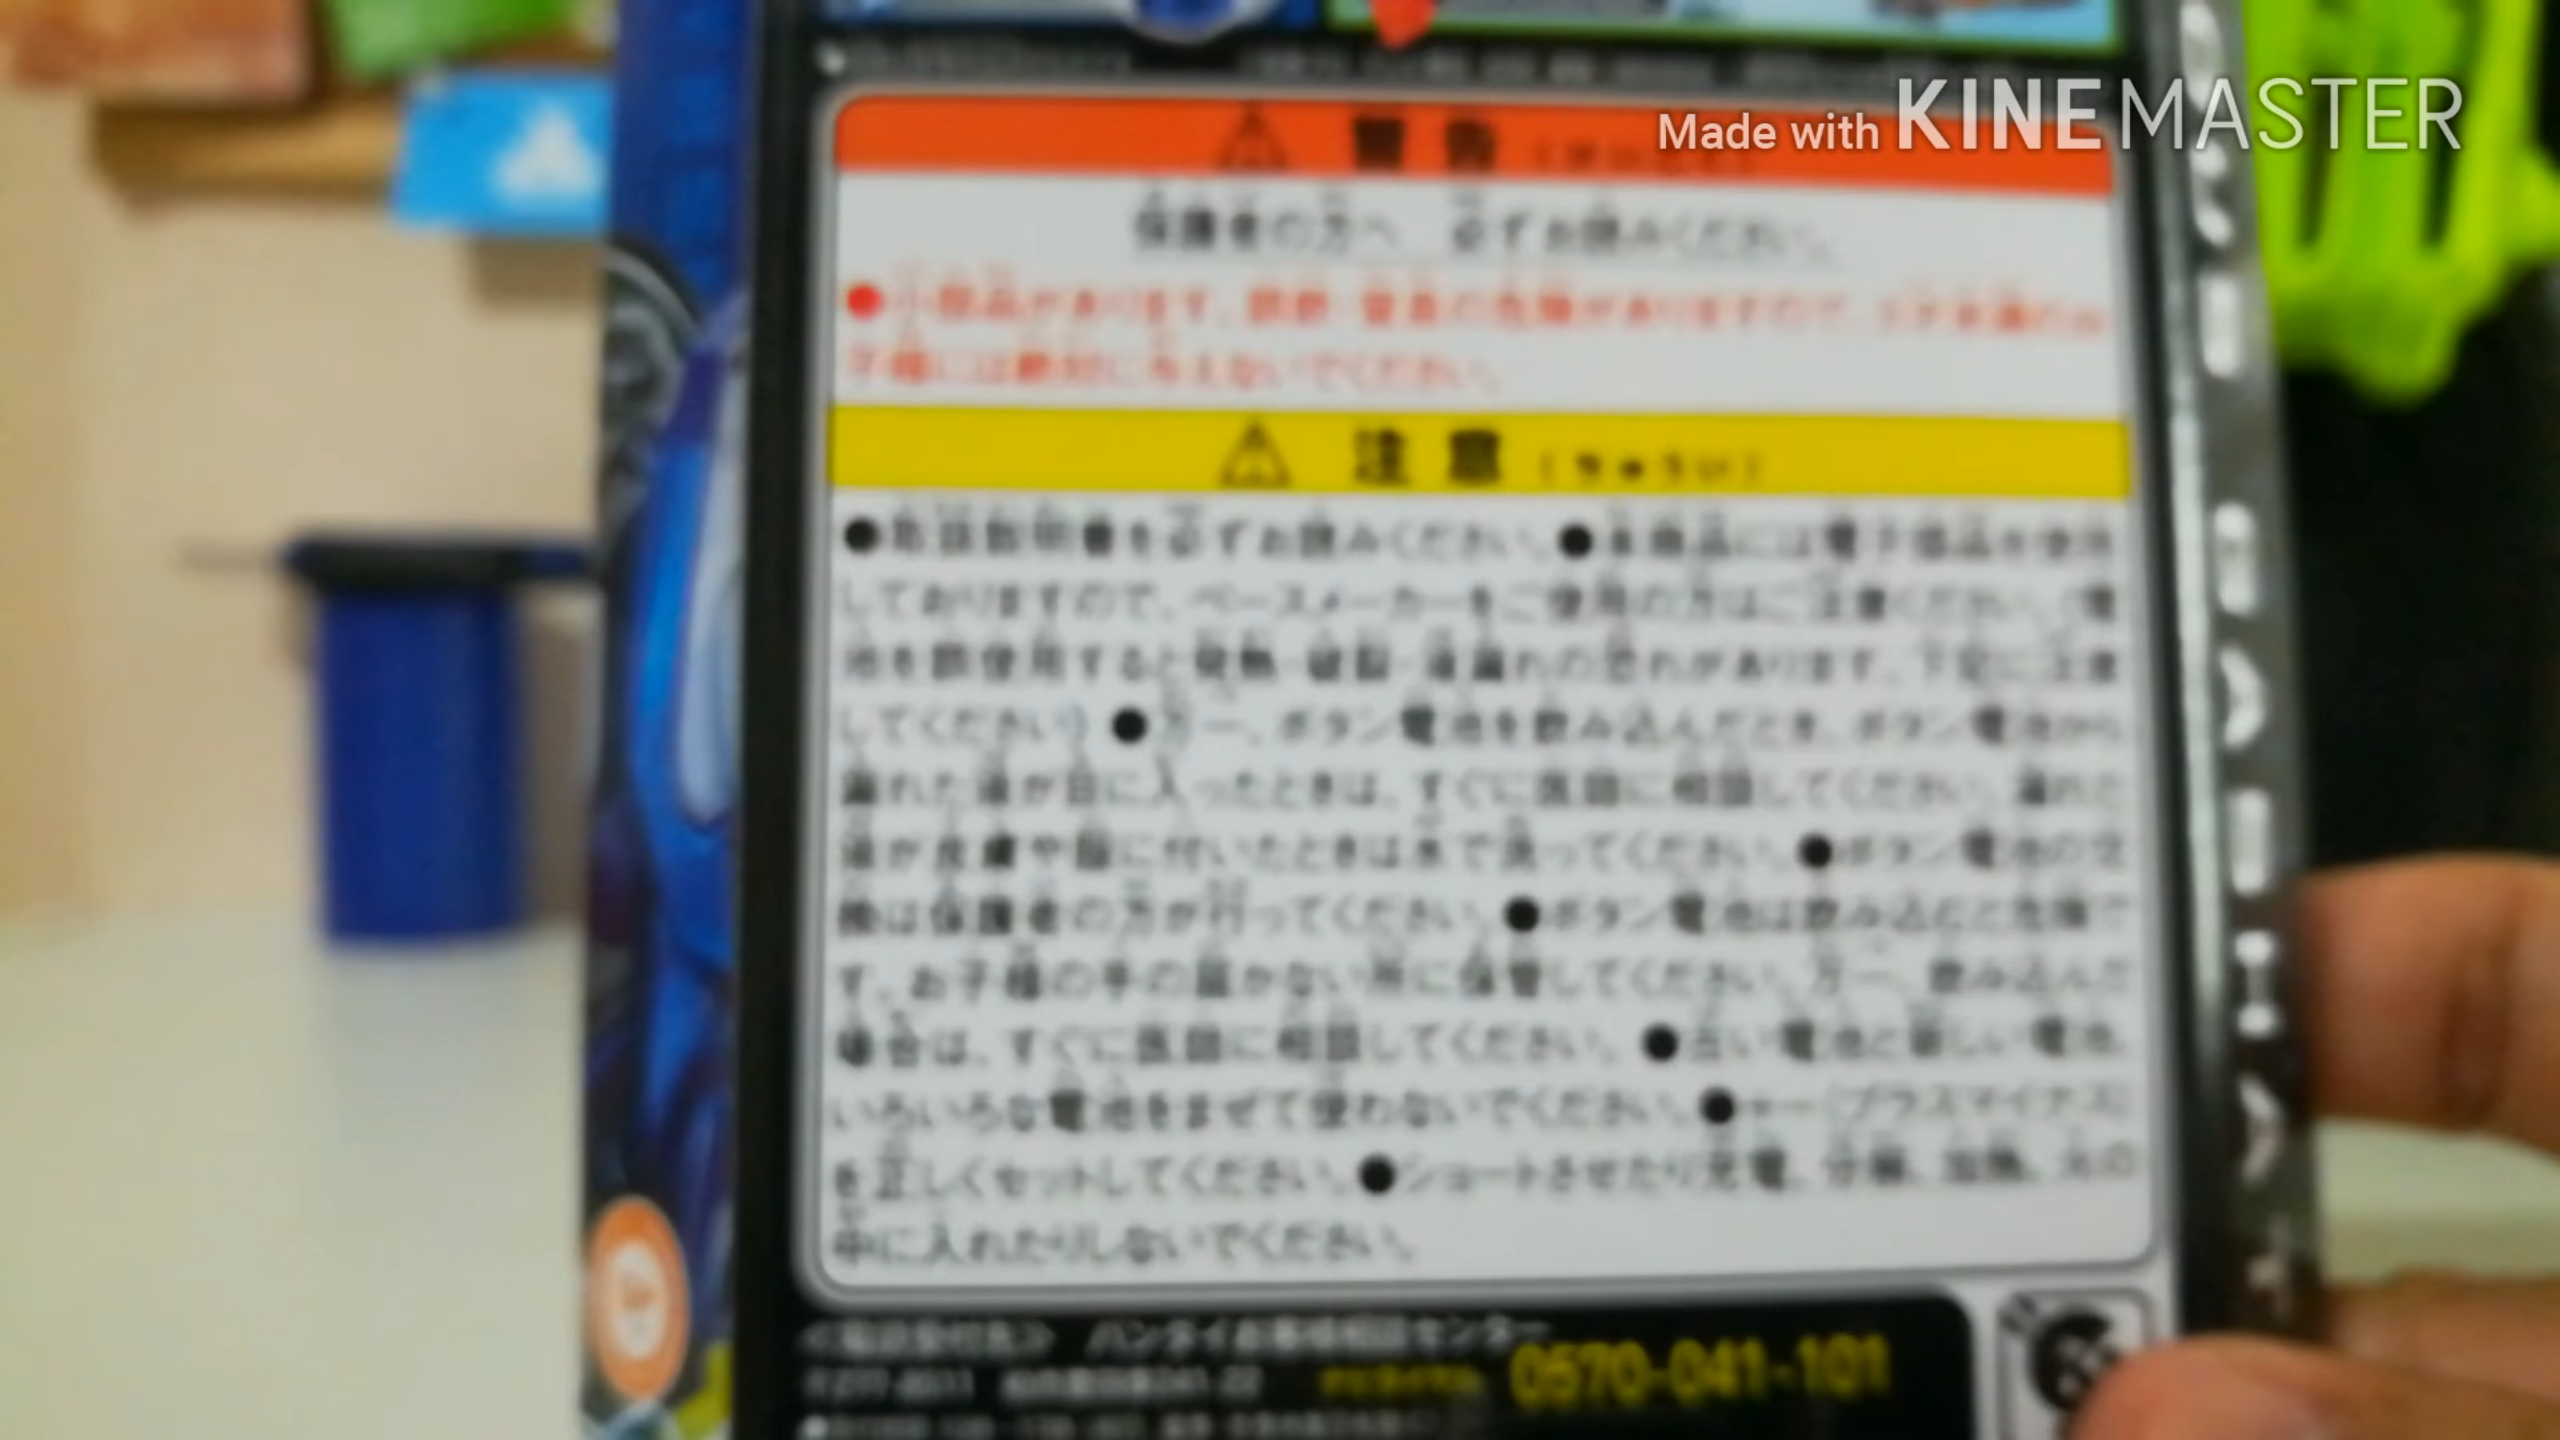 Made with KINEMASTER
警告
保護者の方へ 必ずお読みください。
●小部品があります。誤飲・窒息の危険がありますので、3才未満のお
子様には絶対に与えないでください。
注意（ちゅうい）
●取扱説明書を必ずお読みください。●本商品には電子部品を使用
しておりますので、ペースメーカーをご使用の方はご注意ください。（電
池を誤使用すると発熱・破裂・液漏れの恐れがあります。下記に注意
してください）●万一、ボタン電池を飲み込んだとき、ボタン電池から
漏れた液が目に入ったときは、すぐに医師に相談してください。漏れた
液が皮膚や服に付いたときは水で洗ってください。●ボタン電池の交
換は保護者の方が行ってください。●ボタン電池は飲み込むと危険で
す。お子様の手の届かない所に保管してください。万一、飲み込んだ
場合は、すぐに医師に相談してください。●古い電池と新しい電池、
いろいろな電池をまぜて使わないでください。●+−（プラスマイナス）
を正しくセットしてください。●ショートさせたり充電、分解、加熱、火の
中に入れたりしないでください。
バンダイお客様相談センター
0570-041-101